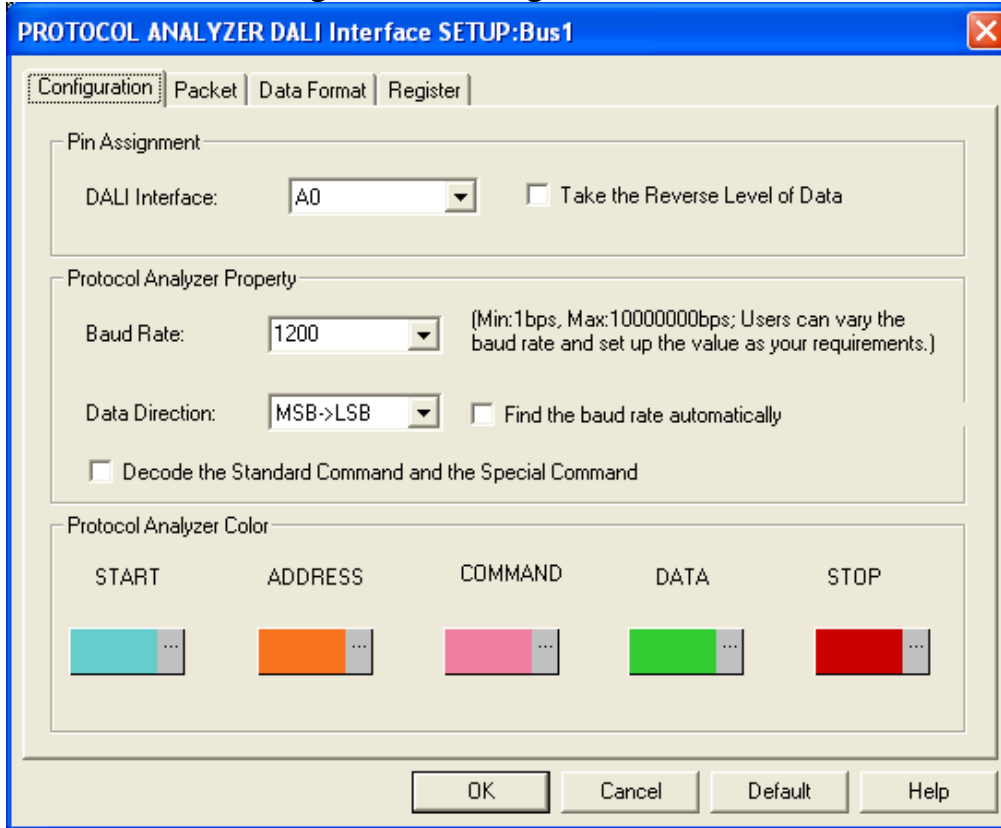 PROTOCOL ANALYZER DALI Interface SETUP:Bus1
Configuration Packet Data Format Register
Pin Assignment
DALI Interface: A0 Take the Reverse Level of Data
Protocol Analyzer Property
Baud Rate: 1200 (Min:1bps, Max:10000000bps; Users can vary the
baud rate and set up the value as your requirements.)
Data Direction: MSB->LSB Find the baud rate automatically
Decode the Standard Command and the Special Command
Protocol Analyzer Color
START ADDRESS COMMAND DATA STOP
... ... ... ... ...
OK Cancel Default Help